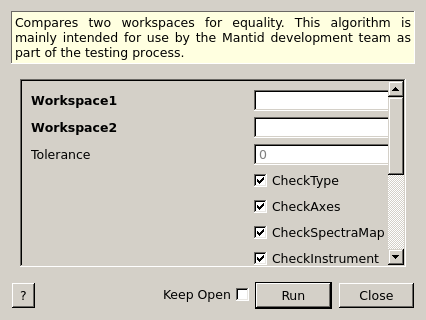 Compares two workspaces for equality. This algorithm is
mainly intended for use by the Mantid development team as
part of the testing process.
Workspace1
Workspace2
Tolerance 0
CheckType
CheckAxes
CheckSpectraMap
CheckInstrument
? Keep Open Run Close